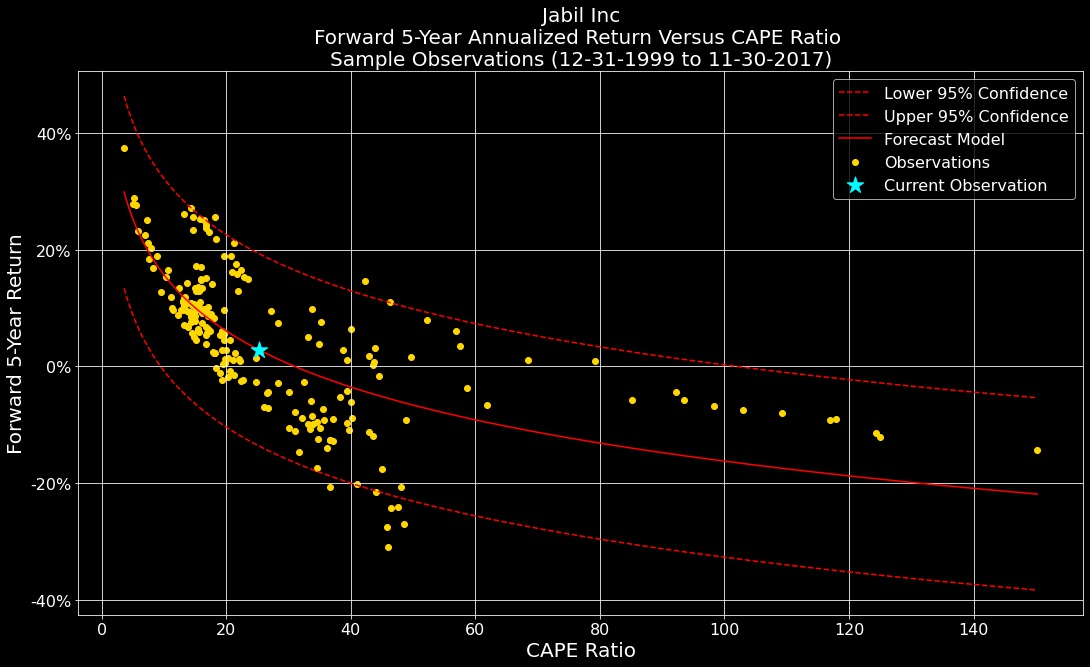 Jabil Inc
Forward 5-Year Annualized Return Versus CAPE Ratio
Sample Observations (12-31-1999 to 11-30-2017)
Lower 95% Confidence
Upper 95% Confidence
Forecast Model
Observations
Current Observation
Forward 5-Year Return
40%
20%
0%
-20%
-40%
0 20 40 60 80 100 120 140
CAPE Ratio